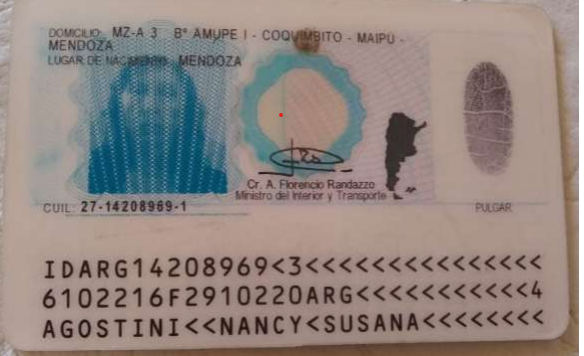 DOMICILIO: MZ-A 3 Bº AMUPE I - COQUIMBITO - MAIPU -
MENDOZA
LUGAR DE NACIMIENTO: MENDOZA
Cr. A. Florencio Randazzo
Ministro del Interior y Transporte
CUIL: 27-14208969-1
PULGAR
IDARG14208969<3<<<<<<<<<<<<<<<
6102216F2910220ARG<<<<<<<<<<<4
AGOSTINI<<NANCY<SUSANA<<<<<<<<